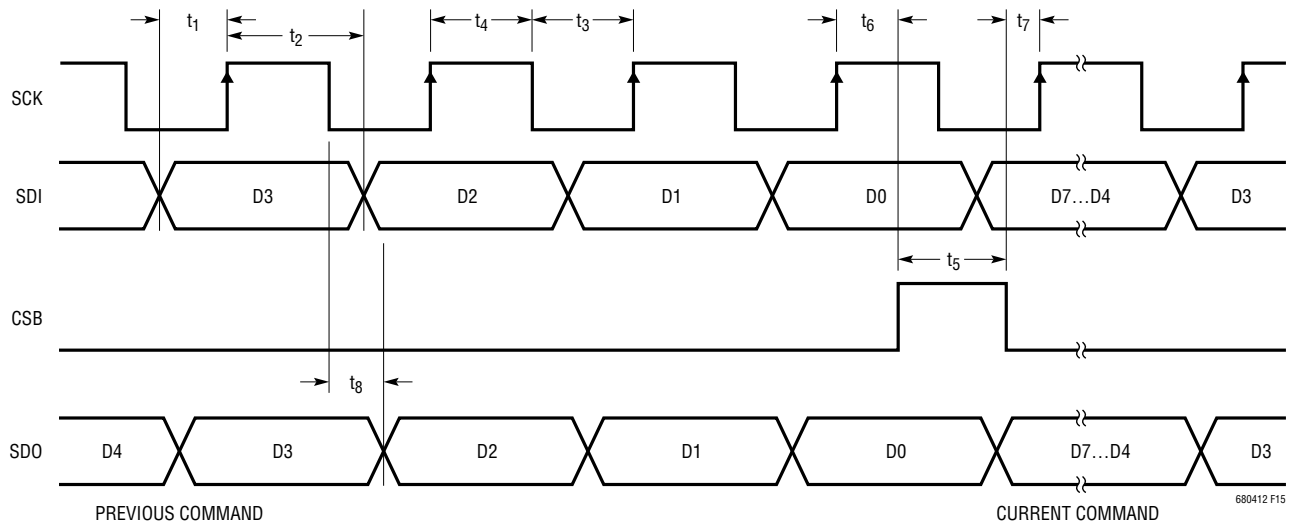 t1 t2 t4 t3 t6 t7
SCK
SDI D3 D2 D1 D0 D7...D4 D3
t5
CSB
t8
SDO D4 D3 D2 D1 D0 D7...D4 D3
680412 F15
PREVIOUS COMMAND CURRENT COMMAND